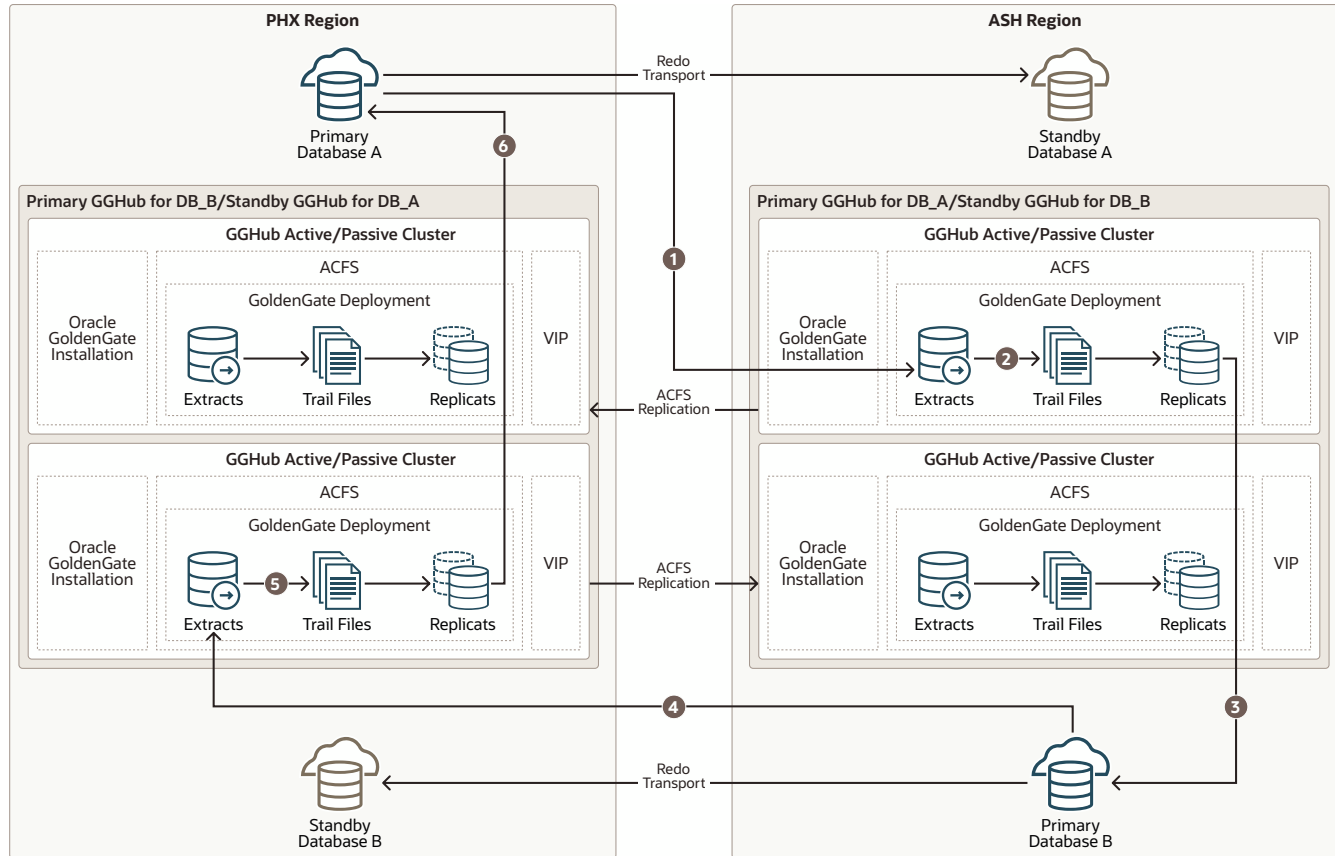 PHX Region
Primary
Database A
6
Primary GGHub for DB_B/Standby GGHub for DB_A
GGHub Active/Passive Cluster
Oracle
GoldenGate
Installation
ACFS
GoldenGate Deployment
Extracts
Trail Files
Replicats
VIP
GGHub Active/Passive Cluster
Oracle
GoldenGate
Installation
ACFS
GoldenGate Deployment
5
Extracts
Trail Files
Replicats
VIP
Standby
Database B
Redo
Transport
1
ACFS
Replication
ACFS
Replication
4
Redo
Transport
ASH Region
Standby
Database A
Primary GGHub for DB_A/Standby GGHub for DB_B
GGHub Active/Passive Cluster
Oracle
GoldenGate
Installation
ACFS
GoldenGate Deployment
2
Extracts
Trail Files
Replicats
VIP
GGHub Active/Passive Cluster
Oracle
GoldenGate
Installation
ACFS
GoldenGate Deployment
Extracts
Trail Files
Replicats
VIP
3
Primary
Database B